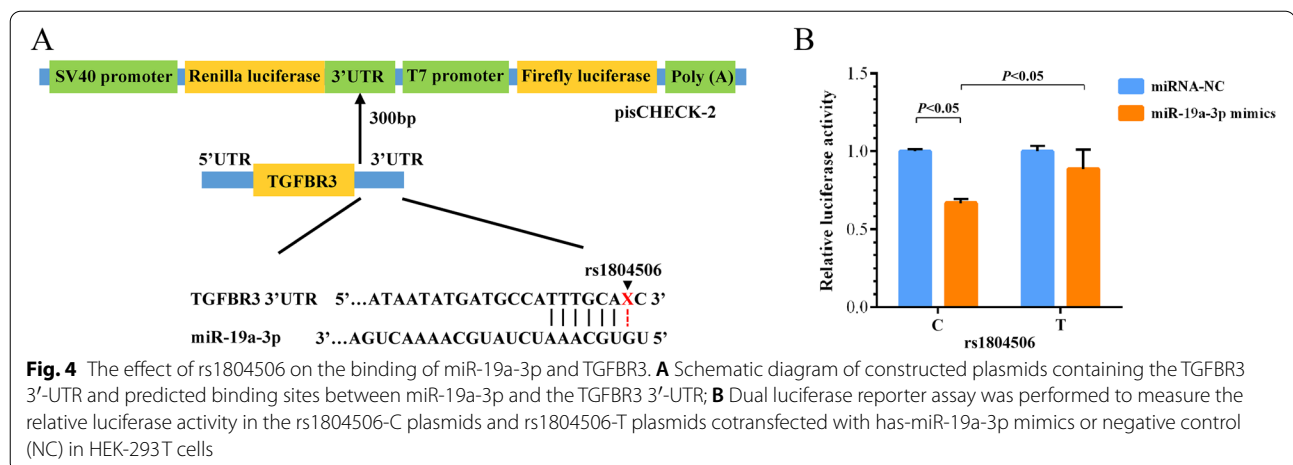 A
SV40 promoter Renilla luciferase 3'UTR T7 promoter Firefly luciferase Poly (A)
pisCHECK-2
300bp
5'UTR 3'UTR
TGFBR3
rs1804506
TGFBR3 3'UTR 5'…ATAATATGATGCCATTTGCAXC 3'
miR-19a-3p 3'…AGUCAAAACGUAUCUAAACGUGU 5'
B
Relative luciferase activity
1.5
1.0
0.5
0.0
P<0.05
P<0.05
miRNA-NC
miR-19a-3p mimics
C T
rs1804506
Fig. 4 The effect of rs1804506 on the binding of miR-19a-3p and TGFBR3. A Schematic diagram of constructed plasmids containing the TGFBR3
3′-UTR and predicted binding sites between miR-19a-3p and the TGFBR3 3′-UTR; B Dual luciferase reporter assay was performed to measure the
relative luciferase activity in the rs1804506-C plasmids and rs1804506-T plasmids cotransfected with has-miR-19a-3p mimics or negative control
(NC) in HEK-293 T cells